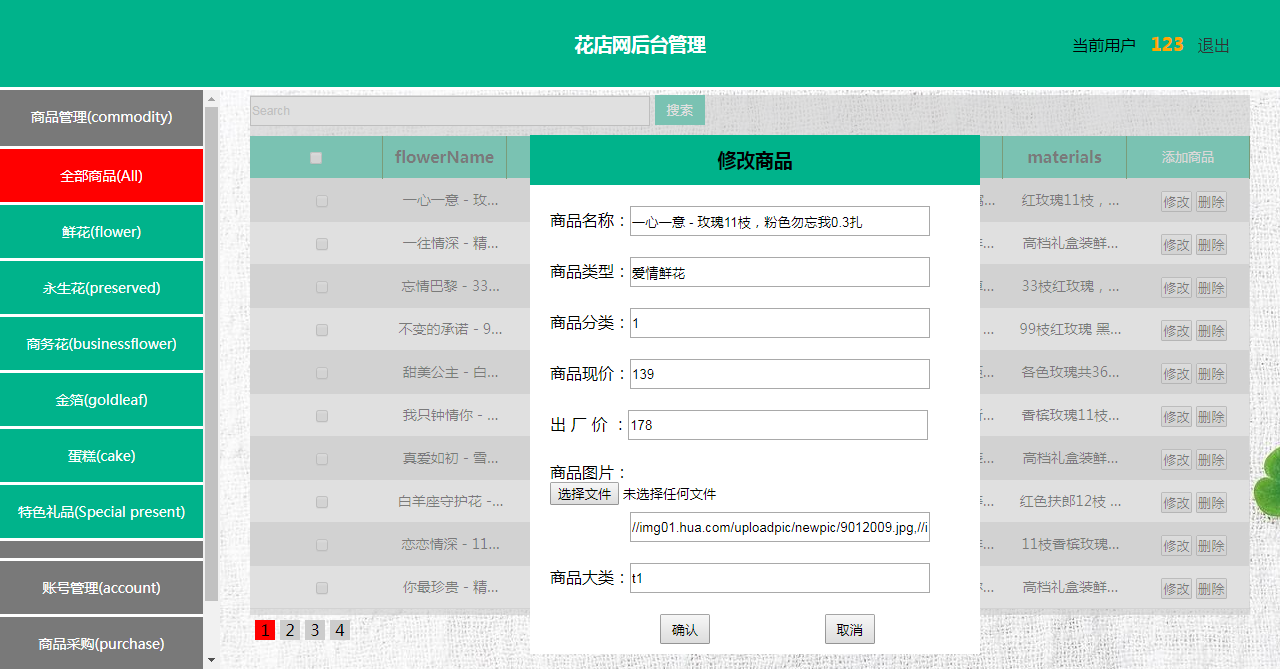 花店网后台管理
当前用户 123 退出
商品管理(commodity)
全部商品(All)
鲜花(flower)
永生花(preserved)
商务花(businessflower)
金箔(goldleaf)
蛋糕(cake)
特色礼品(Special present)
账号管理(account)
商品采购(purchase)
Search 搜索
flowerName materials 添加商品
一心一意 - 玫... 红玫瑰11枝，... 修改 删除
一往情深 - 精... 高档礼盒装鲜... 修改 删除
忘情巴黎 - 33... 33枝红玫瑰，... 修改 删除
不变的承诺 - 9... 99枝红玫瑰 黑... 修改 删除
甜美公主 - 白... 各色玫瑰共36... 修改 删除
我只钟情你 - ... 香槟玫瑰11枝... 修改 删除
真爱如初 - 雪... 高档礼盒装鲜... 修改 删除
白羊座守护花 -... 红色扶郎12枝 ... 修改 删除
恋恋情深 - 11... 11枝香槟玫瑰... 修改 删除
你最珍贵 - 精... 高档礼盒装鲜... 修改 删除
1 2 3 4
修改商品
商品名称：一心一意 - 玫瑰11枝，粉色勿忘我0.3扎
商品类型：爱情鲜花
商品分类：1
商品现价：139
出 厂 价 ：178
商品图片：
选择文件 未选择任何文件
//img01.hua.com/uploadpic/newpic/9012009.jpg,//i
商品大类：t1
确认 取消